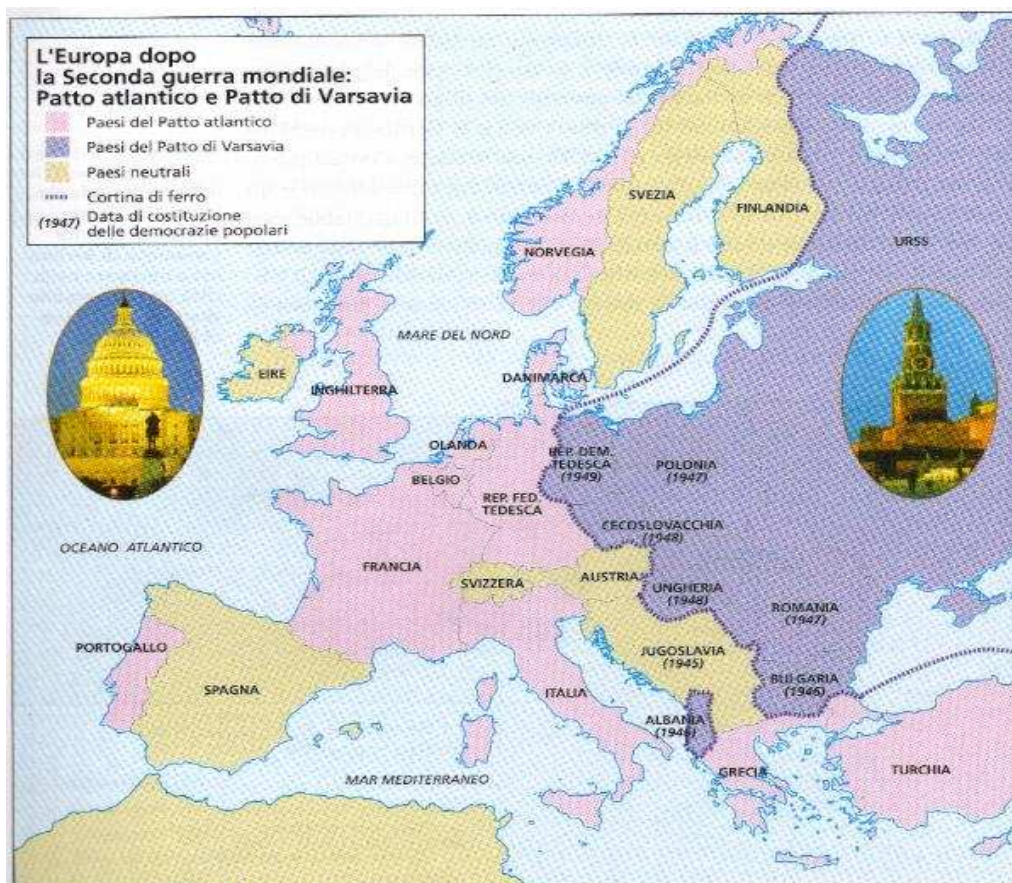 L'Europa dopo
la Seconda guerra mondiale:
Patto atlantico e Patto di Varsavia
Paesi del Patto atlantico
Paesi del Patto di Varsavia
Paesi neutrali
Cortina di ferro
(1947) Data di costituzione
delle democrazie popolari
SVEZIA
FINLANDIA
NORVEGIA
URSS
MARE DEL NORD
EIRE
INGHILTERRA
DANIMARCA
OLANDA
BELGIO
REP. DEM.
TEDESCA
(1949)
POLONIA
(1947)
REP. FED.
TEDESCA
CECOSLOVACCHIA
(1948)
OCEANO ATLANTICO
FRANCIA
SVIZZERA
AUSTRIA
UNGHERIA
(1948)
ROMANIA
(1947)
PORTOGALLO
SPAGNA
ITALIA
JUGOSLAVIA
(1945)
BULGARIA
(1946)
ALBANIA
(1946)
MAR MEDITERRANEO
GRECIA
TURCHIA